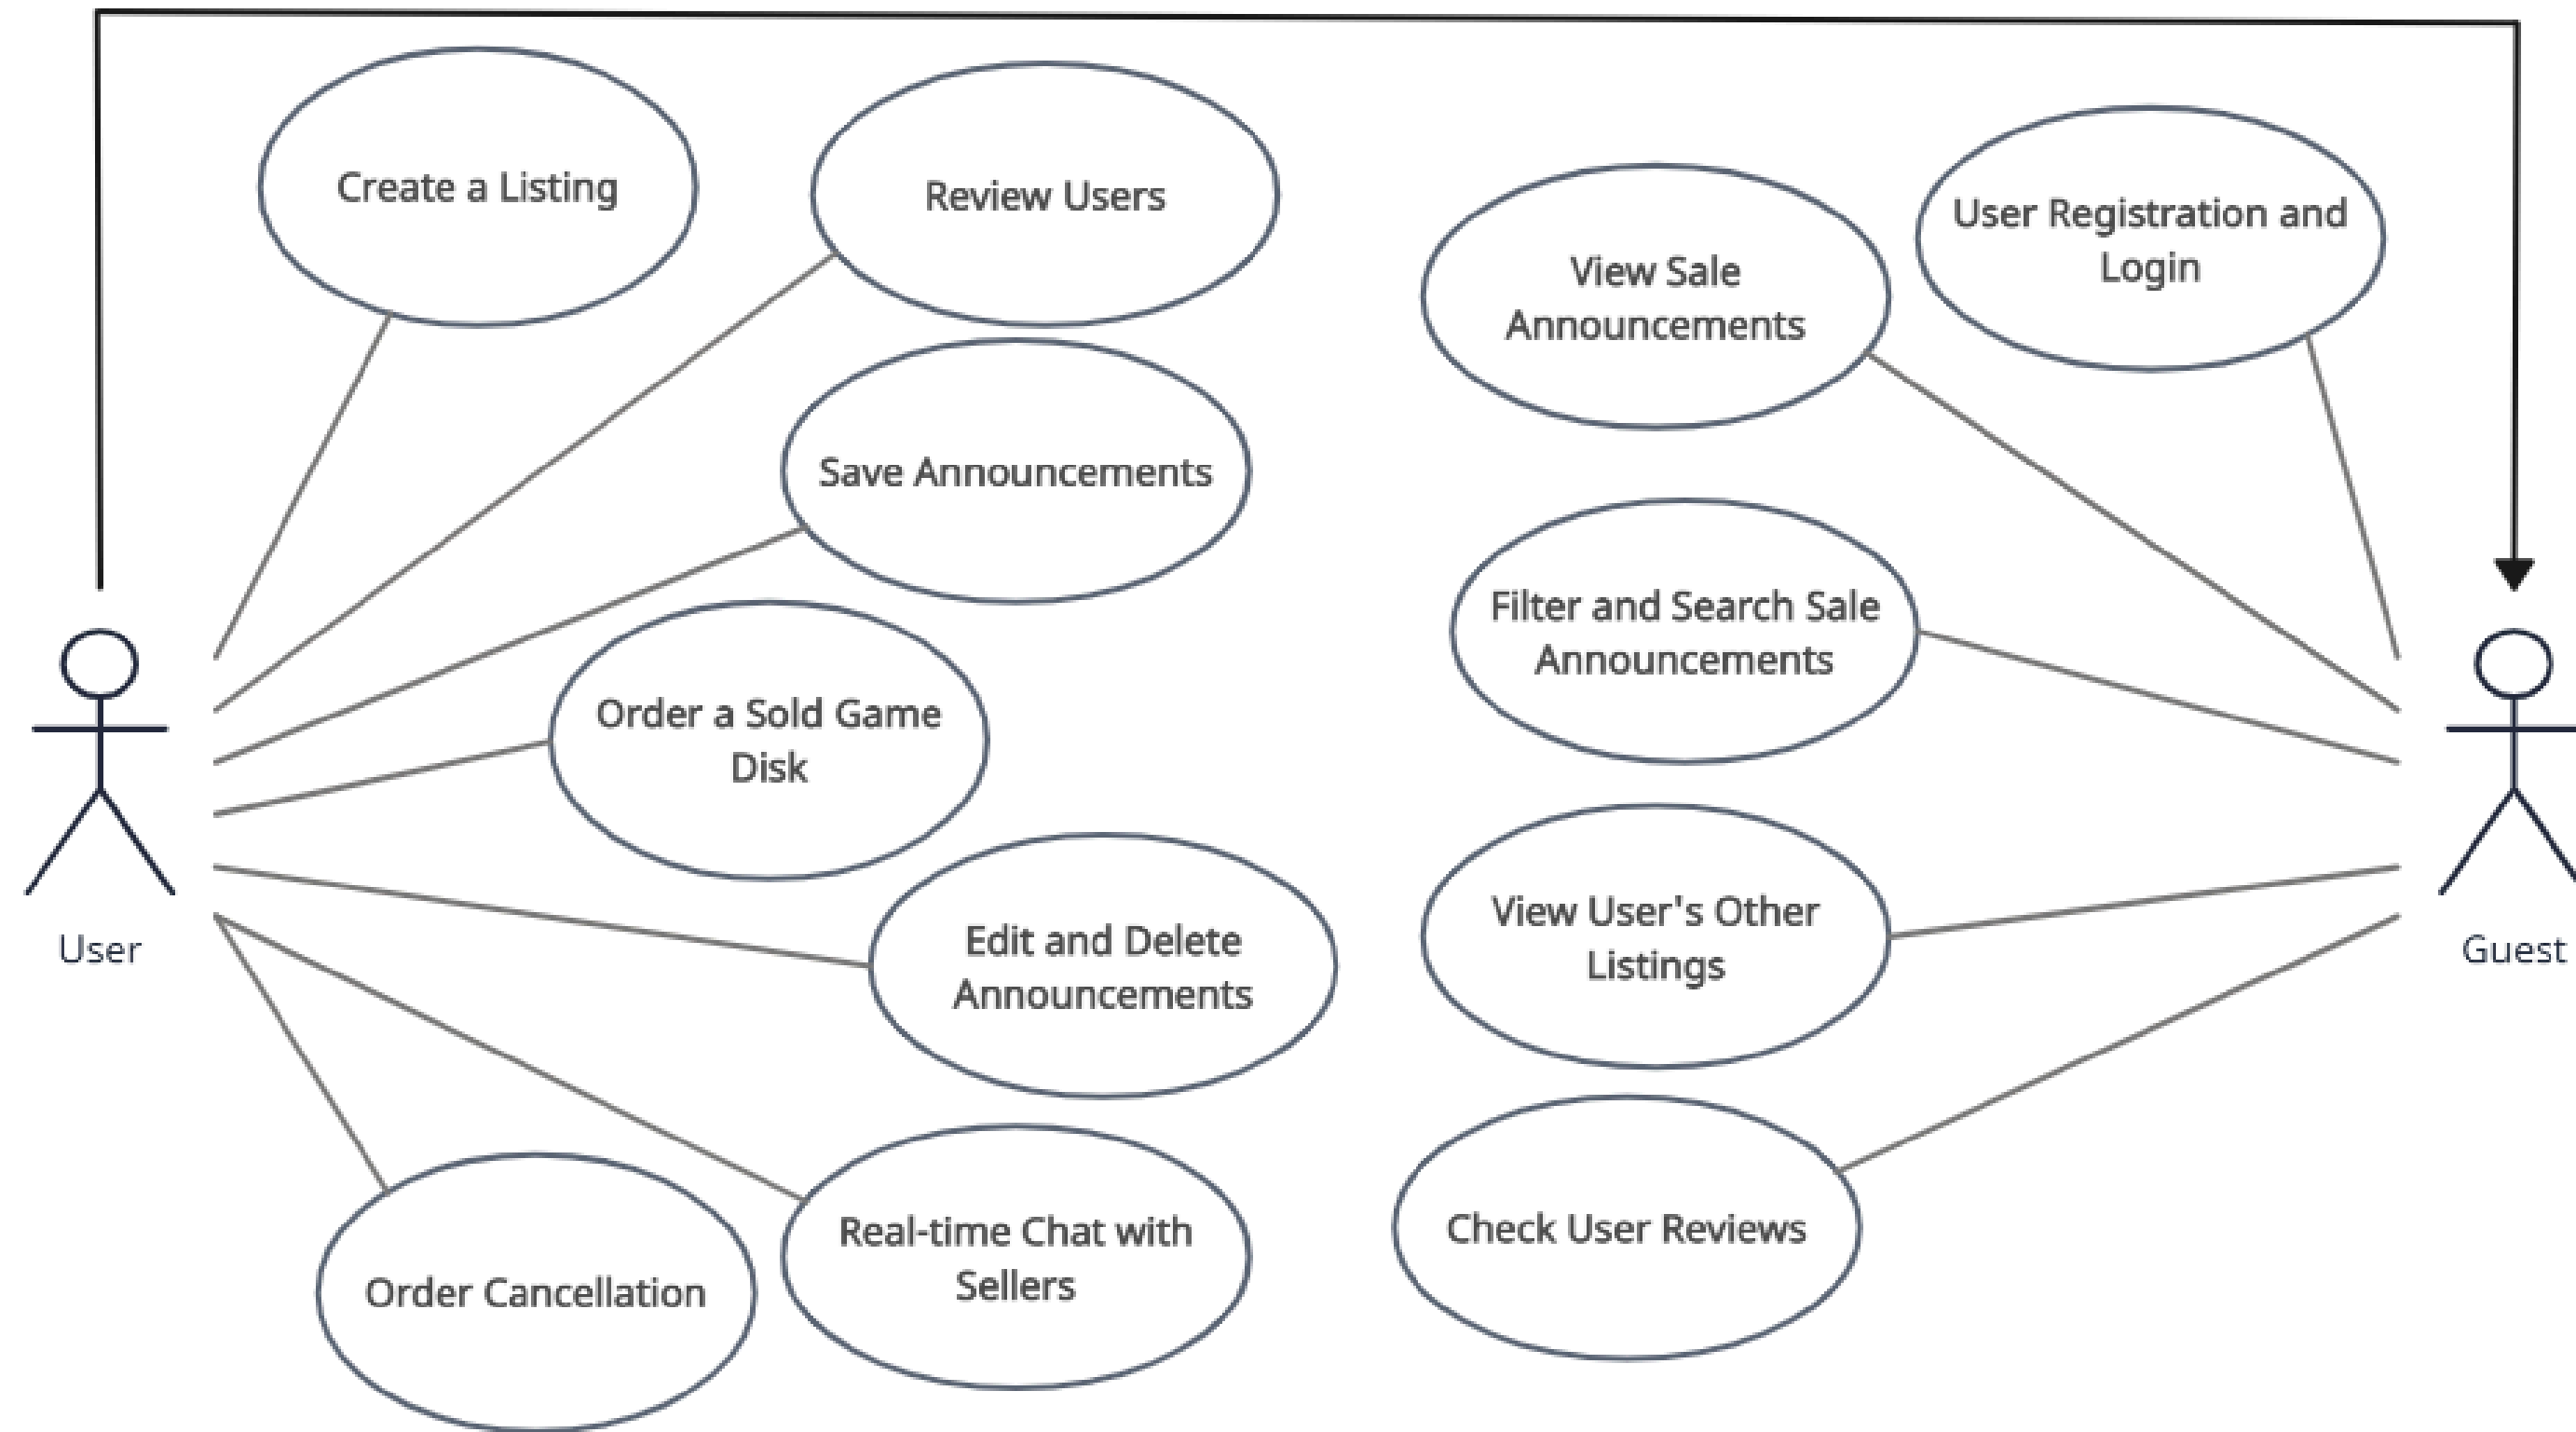 Create a Listing
Review Users
User Registration and
Login
View Sale
Announcements
Save Announcements
Filter and Search Sale
Announcements
Order a Sold Game
Disk
User
Edit and Delete
Announcements
View User's Other
Listings
Guest
Real-time Chat with
Sellers
Check User Reviews
Order Cancellation